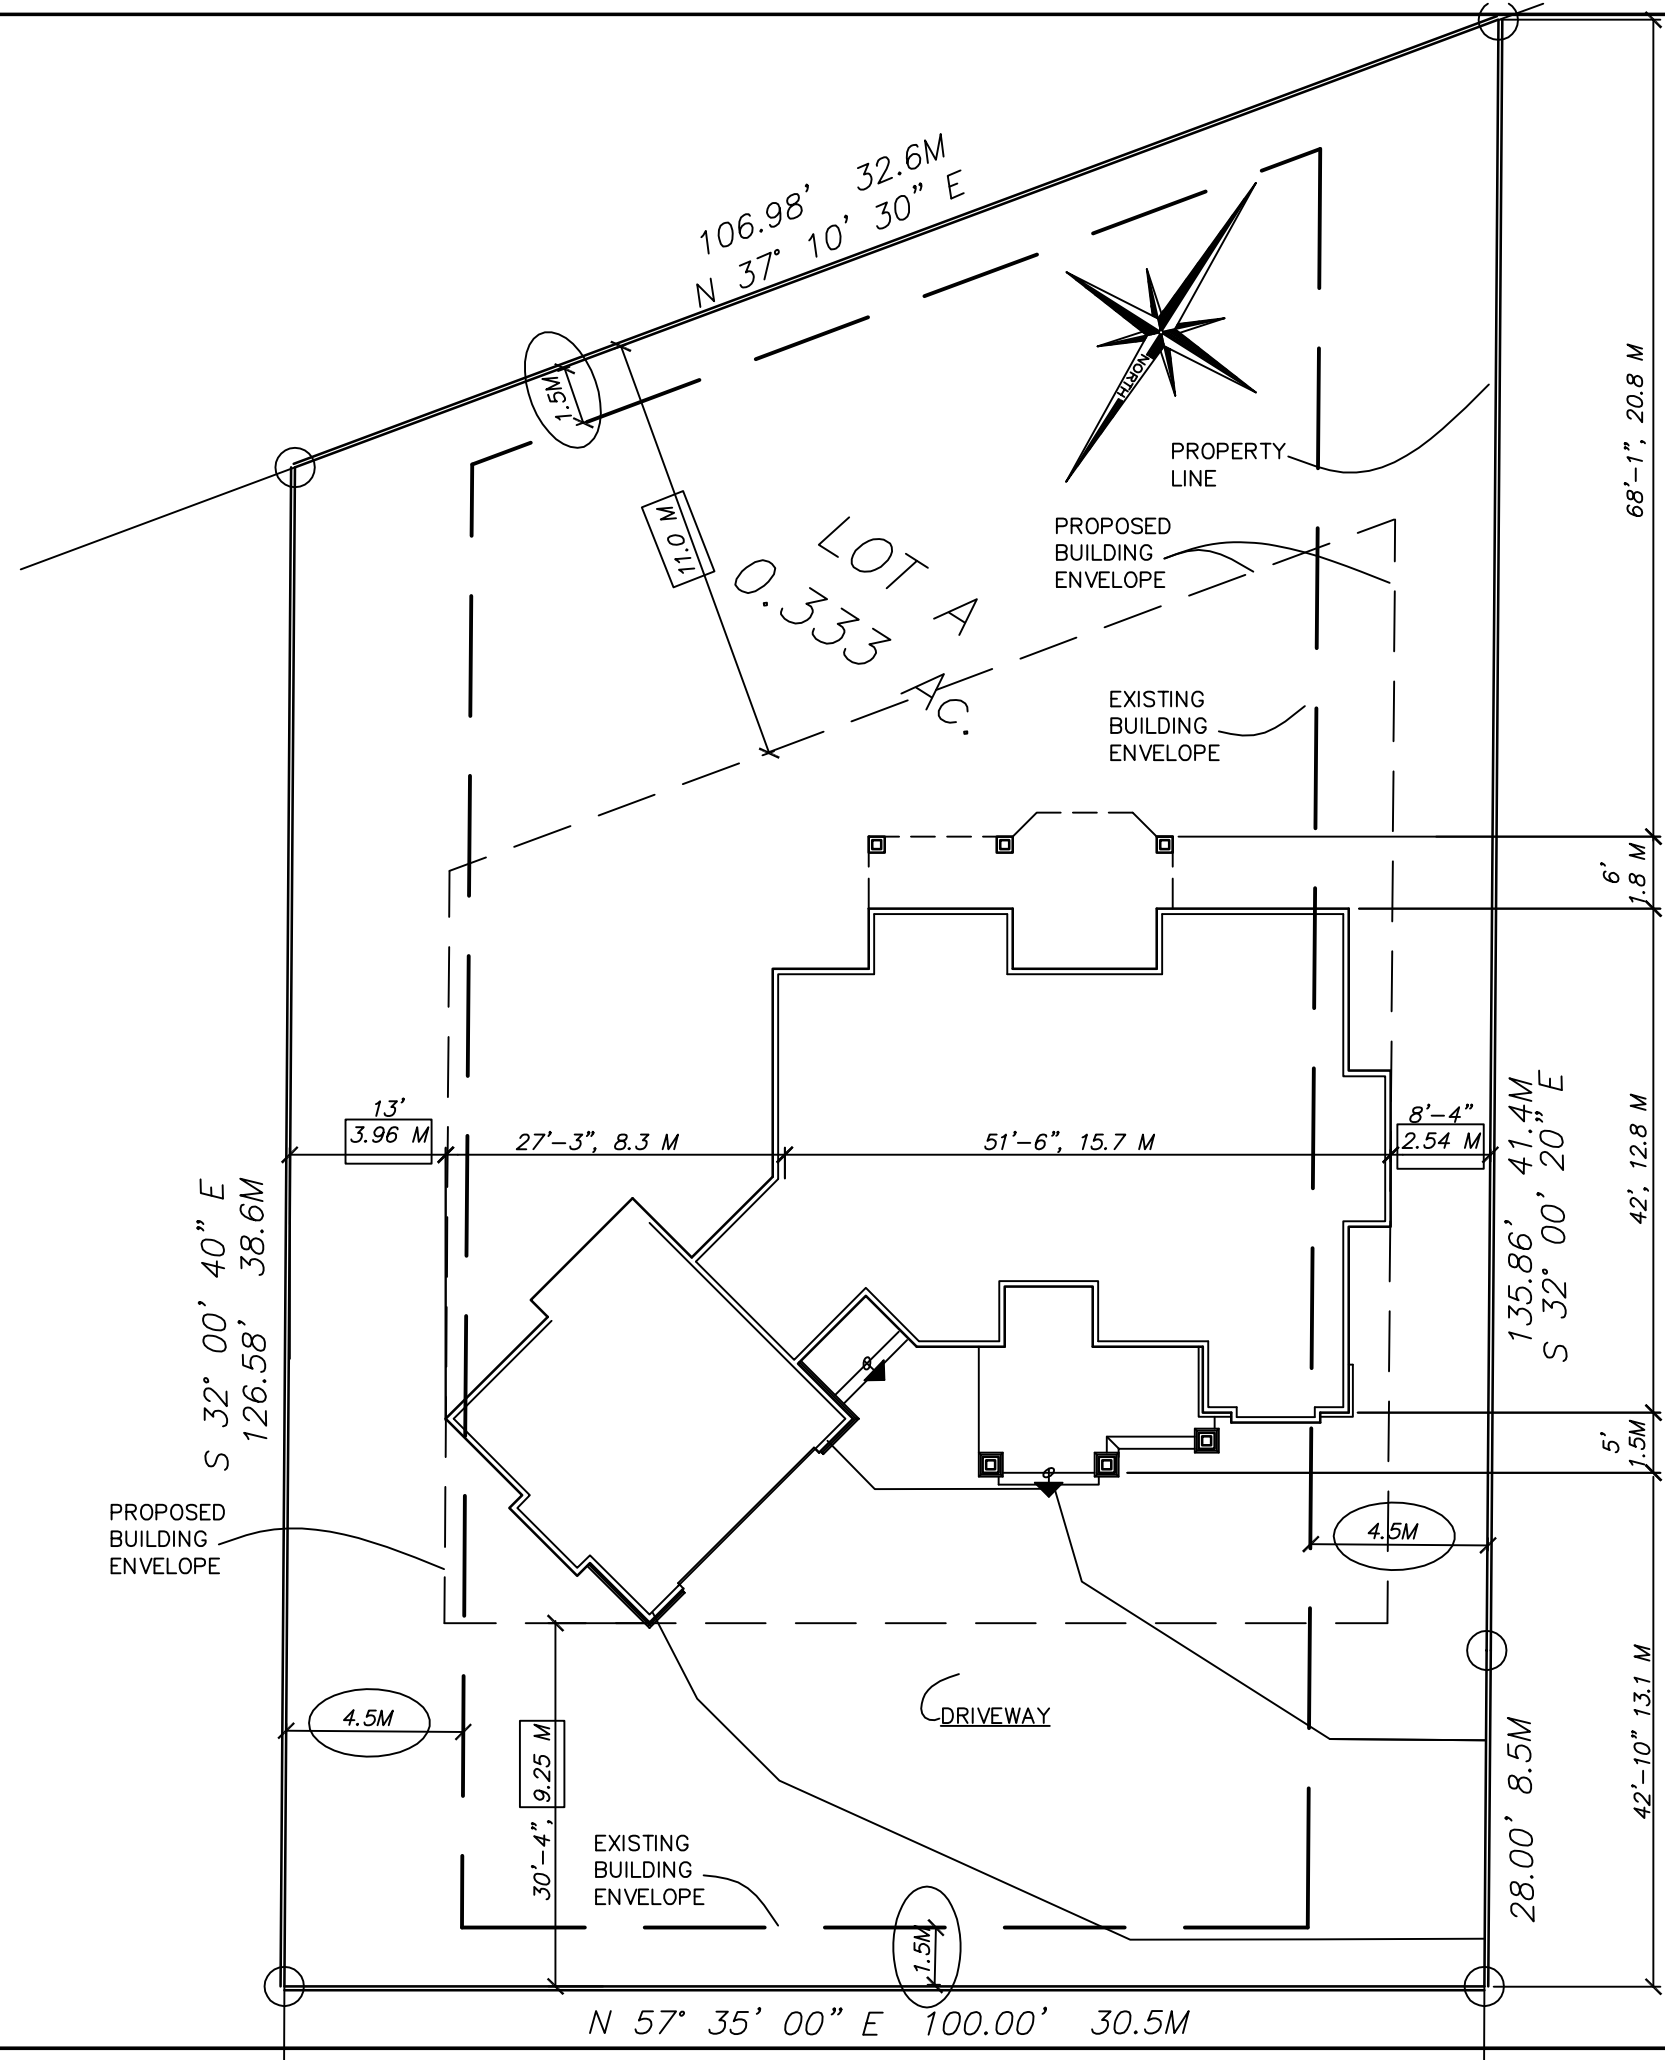 106.98' 32.6M
N 37° 10' 30" E
1.5M
NORTH
PROPERTY
LINE
68'-1", 20.8 M
11.0 M
LOT A
0.333 AC.
PROPOSED
BUILDING
ENVELOPE
EXISTING
BUILDING
ENVELOPE
6'
1.8 M
13'
3.96 M
27'-3", 8.3 M
51'-6", 15.7 M
8'-4"
2.54 M
42', 12.8 M
S 32° 00' 40" E
126.58' 38.6M
135.86' 41.4M
S 32° 00' 20" E
0
0
5'
1.5M
PROPOSED
BUILDING
ENVELOPE
4.5M
4.5M
DRIVEWAY
30'-4", 9.25 M
EXISTING
BUILDING
ENVELOPE
28.00' 8.5M
42'-10" 13.1 M
1.5M
N 57° 35' 00" E 100.00' 30.5M